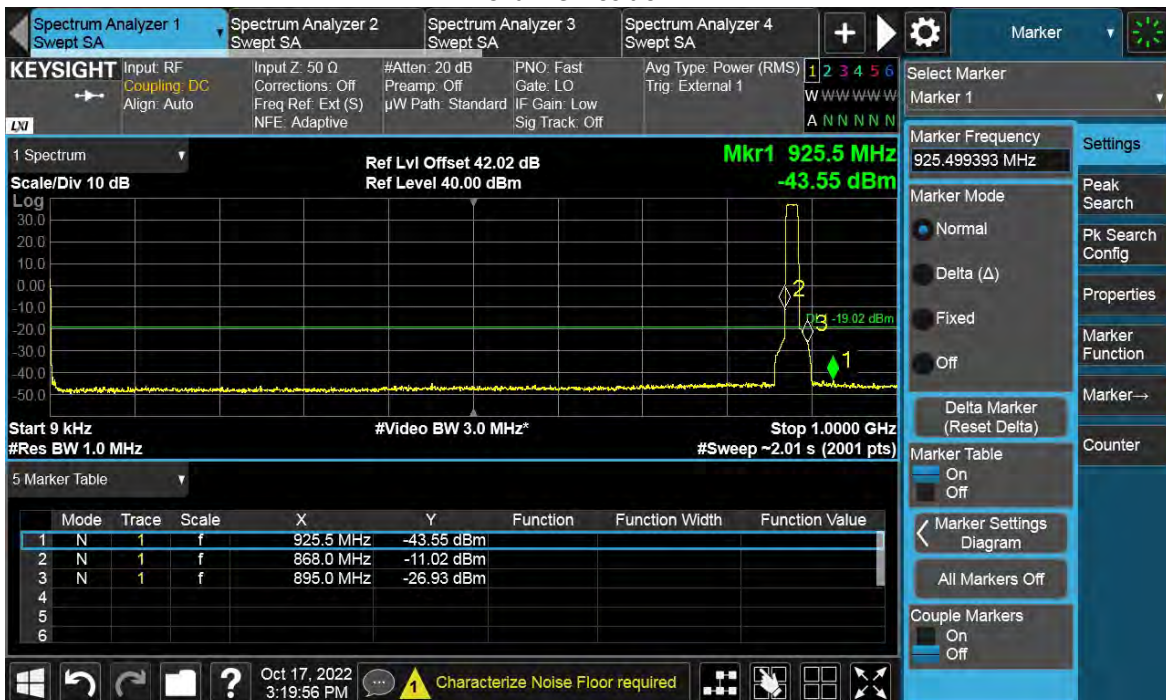 Spectrum Analyzer 1
Swept SA
Spectrum Analyzer 2
Swept SA
Spectrum Analyzer 3
Swept SA
Spectrum Analyzer 4
Swept SA
+
Marker
KEYSIGHT
LXI
Input: RF
Coupling: DC
Align: Auto
Input Z: 50 Ω
Corrections: Off
Freq Ref: Ext (S)
NFE: Adaptive
#Atten: 20 dB
Preamp: Off
µW Path: Standard
PNO: Fast
Gate: LO
IF Gain: Low
Sig Track: Off
Avg Type: Power (RMS)
Trig: External 1
1 2 3 4 5 6
W W W W W W
A N N N N N
Select Marker
Marker 1
1 Spectrum
Scale/Div 10 dB
Ref Lvl Offset 42.02 dB
Ref Level 40.00 dBm
Mkr1 925.5 MHz
-43.55 dBm
Log
30.0
20.0
10.0
0.00
-10.0
-20.0
-30.0
-40.0
-50.0
2
3
-19.02 dBm
1
Start 9 kHz
#Res BW 1.0 MHz
#Video BW 3.0 MHz*
Stop 1.0000 GHz
#Sweep ~2.01 s (2001 pts)
5 Marker Table
Mode Trace Scale X Y Function Function Width Function Value
1 N 1 f 925.5 MHz -43.55 dBm
2 N 1 f 868.0 MHz -11.02 dBm
3 N 1 f 895.0 MHz -26.93 dBm
4
5
6
Marker Frequency
925.499393 MHz
Marker Mode
Normal
Delta (Δ)
Fixed
Off
Delta Marker
(Reset Delta)
Marker Table
On
Off
Marker Settings
Diagram
All Markers Off
Couple Markers
On
Off
Settings
Peak
Search
Pk Search
Config
Properties
Marker
Function
Marker→
Counter
?
Oct 17, 2022
3:19:56 PM
1
Characterize Noise Floor required